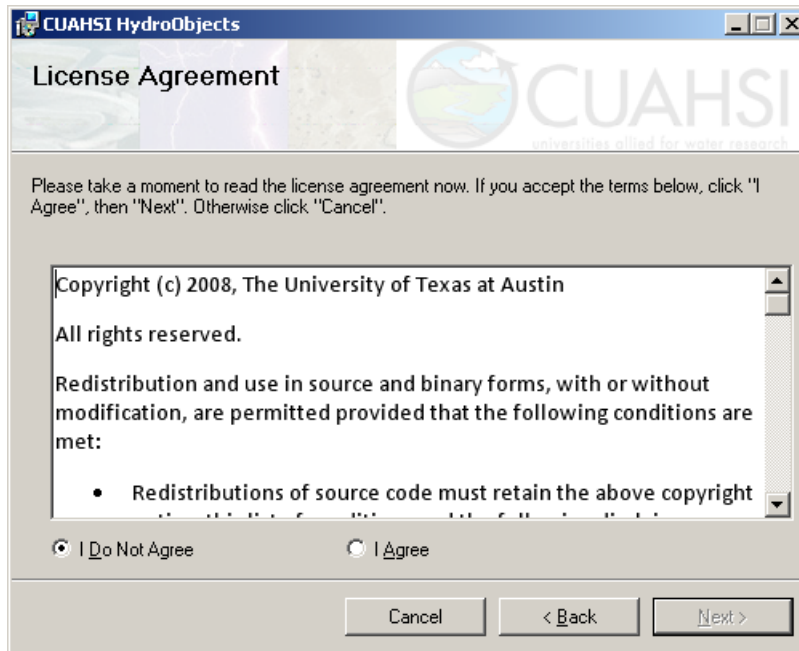 CUAHSI HydroObjects
License Agreement
CUAHSI
universities allied for water research
Please take a moment to read the license agreement now. If you accept the terms below, click "I
Agree", then "Next". Otherwise click "Cancel".
Copyright (c) 2008, The University of Texas at Austin
All rights reserved.
Redistribution and use in source and binary forms, with or without
modification, are permitted provided that the following conditions are
met:
• Redistributions of source code must retain the above copyright
I Do Not Agree
I Agree
Cancel
< Back
Next >